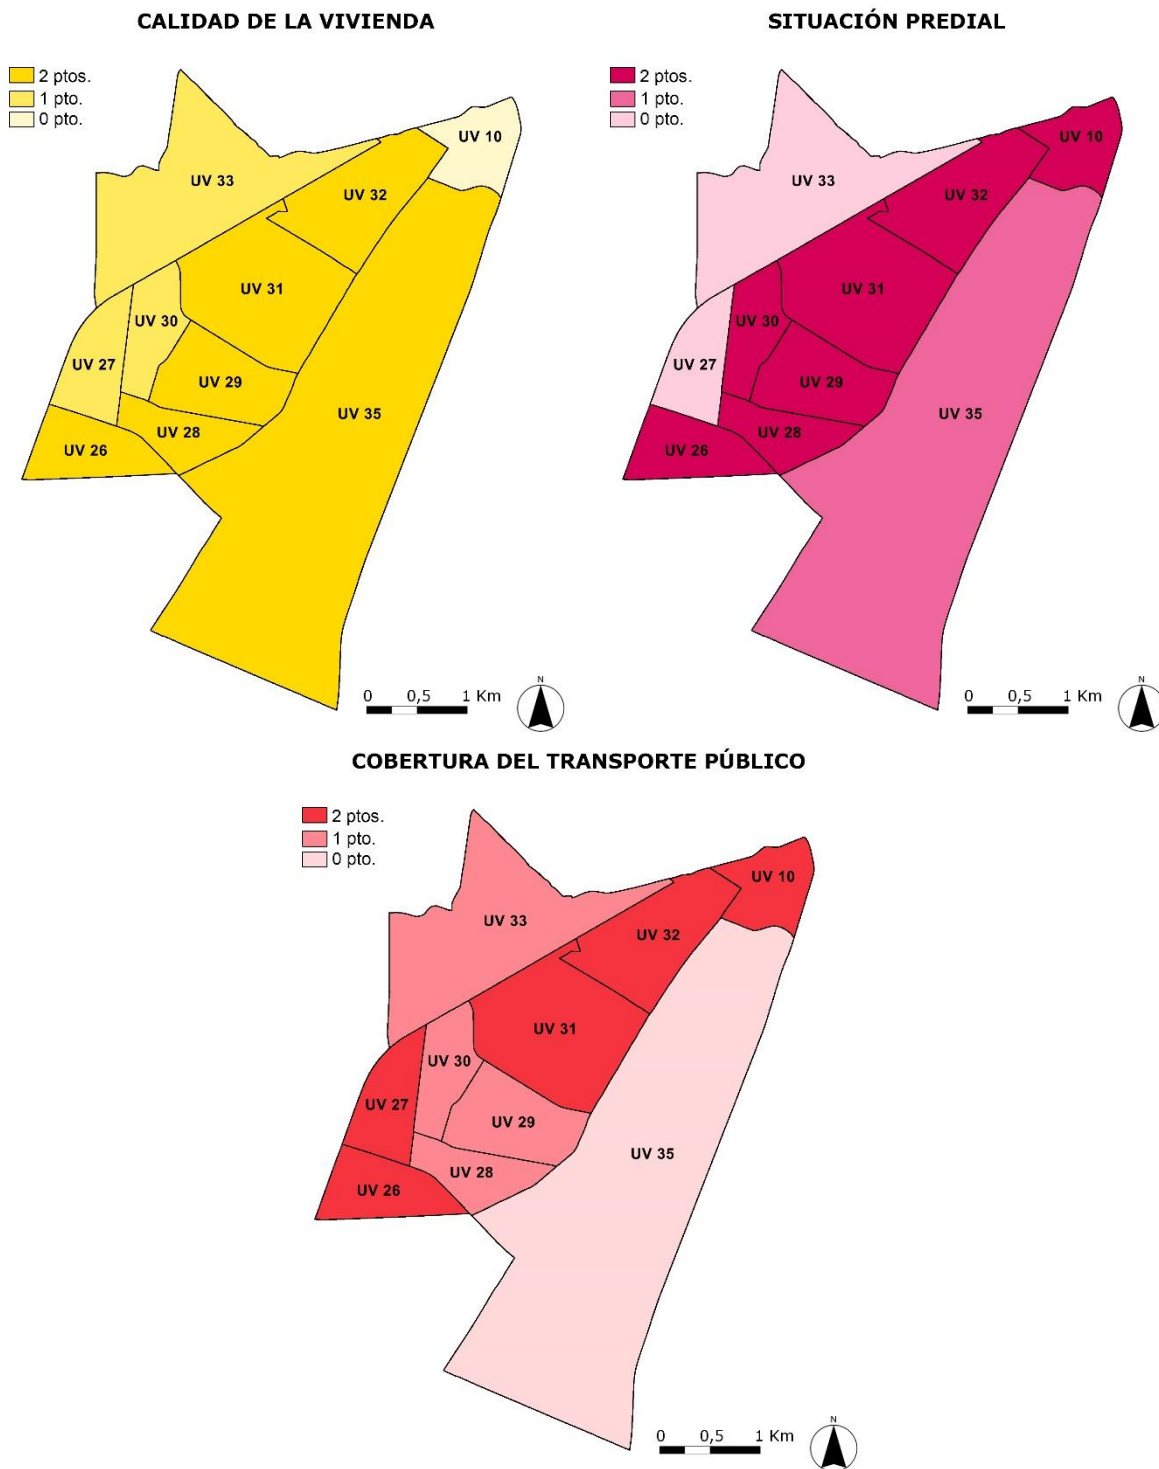 CALIDAD DE LA VIVIENDA
2 ptos.
1 pto.
0 pto.
UV 10
UV 33
UV 32
UV 31
UV 30
UV 27
UV 29
UV 35
UV 28
UV 26
0 0,5 1 Km
N
SITUACIÓN PREDIAL
2 ptos.
1 pto.
0 pto.
UV 10
UV 33
UV 32
UV 31
UV 30
UV 27
UV 29
UV 35
UV 28
UV 26
0 0,5 1 Km
N
COBERTURA DEL TRANSPORTE PÚBLICO
2 ptos.
1 pto.
0 pto.
UV 10
UV 33
UV 32
UV 31
UV 30
UV 27
UV 29
UV 35
UV 28
UV 26
0 0,5 1 Km
N